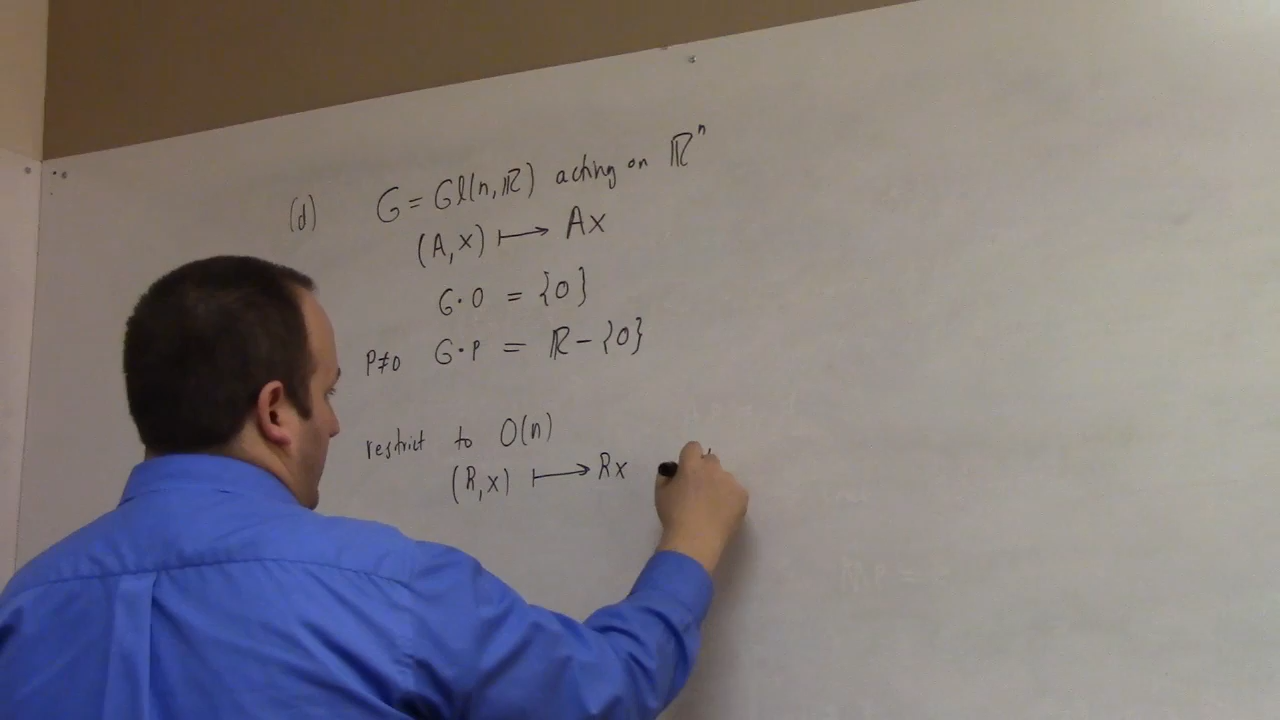 (d) G = Gl(n,ℝ) acting on ℝⁿ
(A,x) ⟼ Ax
G·0 = {0}
P≠0 G·P = ℝ-{0}
restrict to O(n)
(R,x) ⟼ Rx